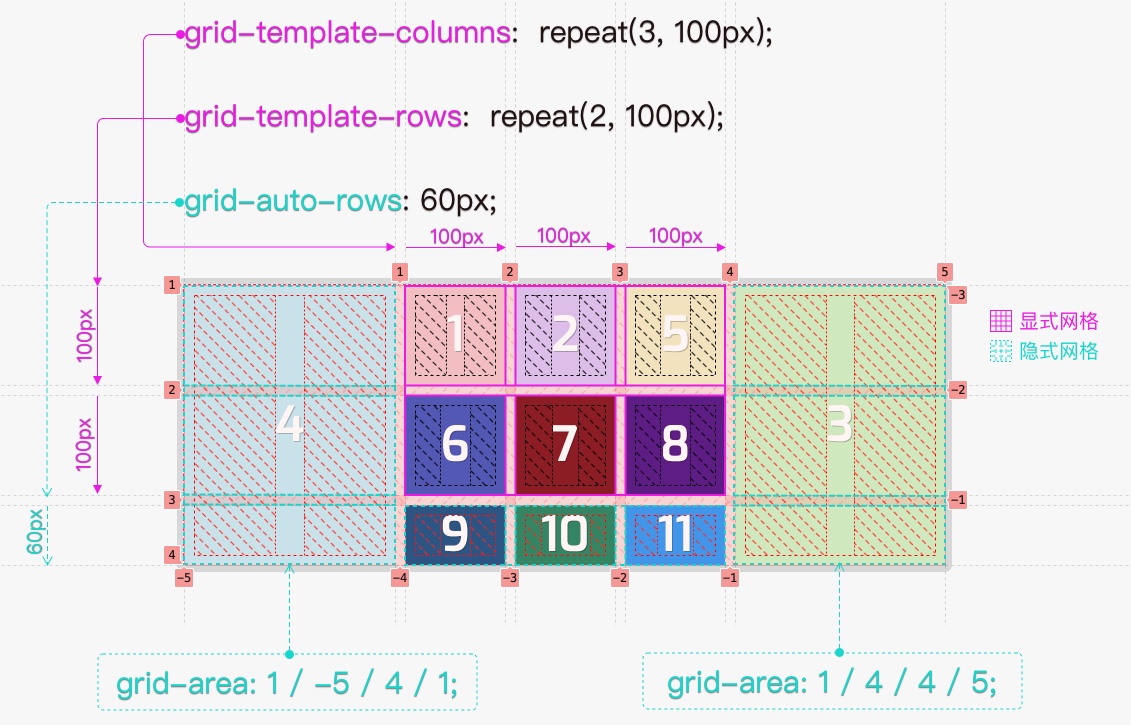 grid-template-columns: repeat(3, 100px);
grid-template-rows: repeat(2, 100px);
grid-auto-rows: 60px;
100px 100px 100px
1 2 3 4 5
1 -3
100px
1 2 5
显式网格
隐式网格
2 -2
4 3
100px
6 7 8
3 -1
60px
9 10 11
4
-5 -4 -3 -2 -1
grid-area: 1 / -5 / 4 / 1;
grid-area: 1 / 4 / 4 / 5;